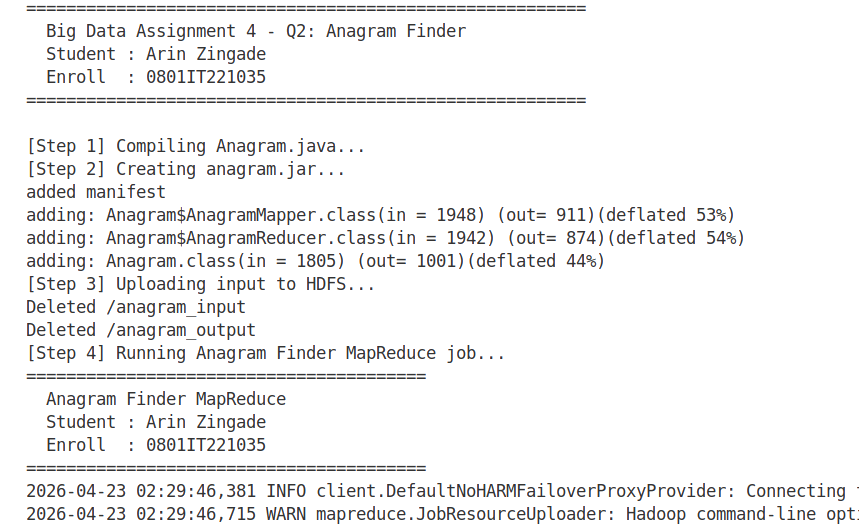 ========================================================
Big Data Assignment 4 - Q2: Anagram Finder
Student : Arin Zingade
Enroll  : 0801IT221035
========================================================
[Step 1] Compiling Anagram.java...
[Step 2] Creating anagram.jar...
added manifest
adding: Anagram$AnagramMapper.class(in = 1948) (out= 911)(deflated 53%)
adding: Anagram$AnagramReducer.class(in = 1942) (out= 874)(deflated 54%)
adding: Anagram.class(in = 1805) (out= 1001)(deflated 44%)
[Step 3] Uploading input to HDFS...
Deleted /anagram_input
Deleted /anagram_output
[Step 4] Running Anagram Finder MapReduce job...
========================================
Anagram Finder MapReduce
Student : Arin Zingade
Enroll  : 0801IT221035
========================================
2026-04-23 02:29:46,381 INFO client.DefaultNoHARMFailoverProxyProvider: Connecting
2026-04-23 02:29:46,715 WARN mapreduce.JobResourceUploader: Hadoop command-line